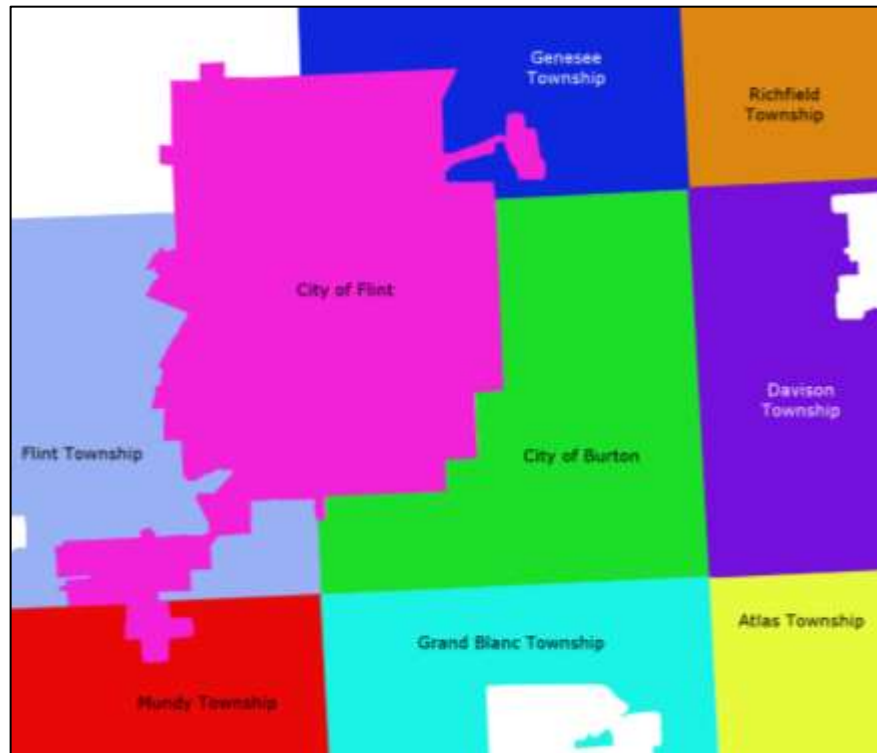 Genesee
Township
Richfield
Township
City of Flint
Davison
Township
Flint Township
City of Burton
Atlas Township
Grand Blanc Township
Mundy Township